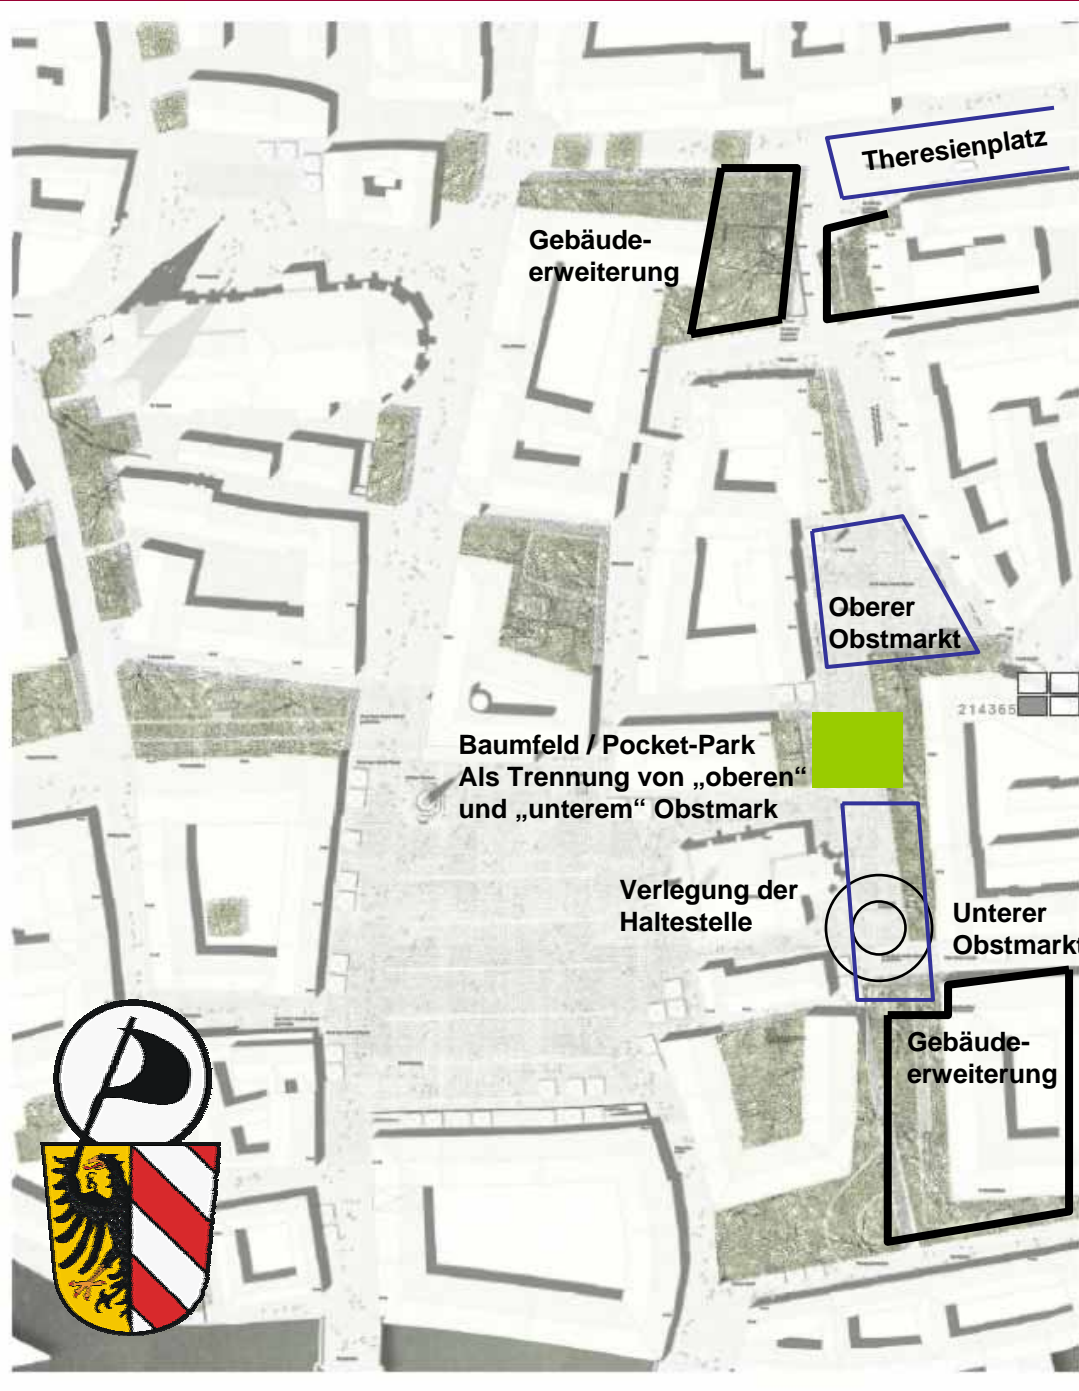 Theresienplatz
Gebäude-
erweiterung
Oberer
Obstmarkt
214365
Baumfeld / Pocket-Park
Als Trennung von „oberen“
und „unterem“ Obstmark
Verlegung der
Haltestelle
Unterer
Obstmarkt
Gebäude-
erweiterung